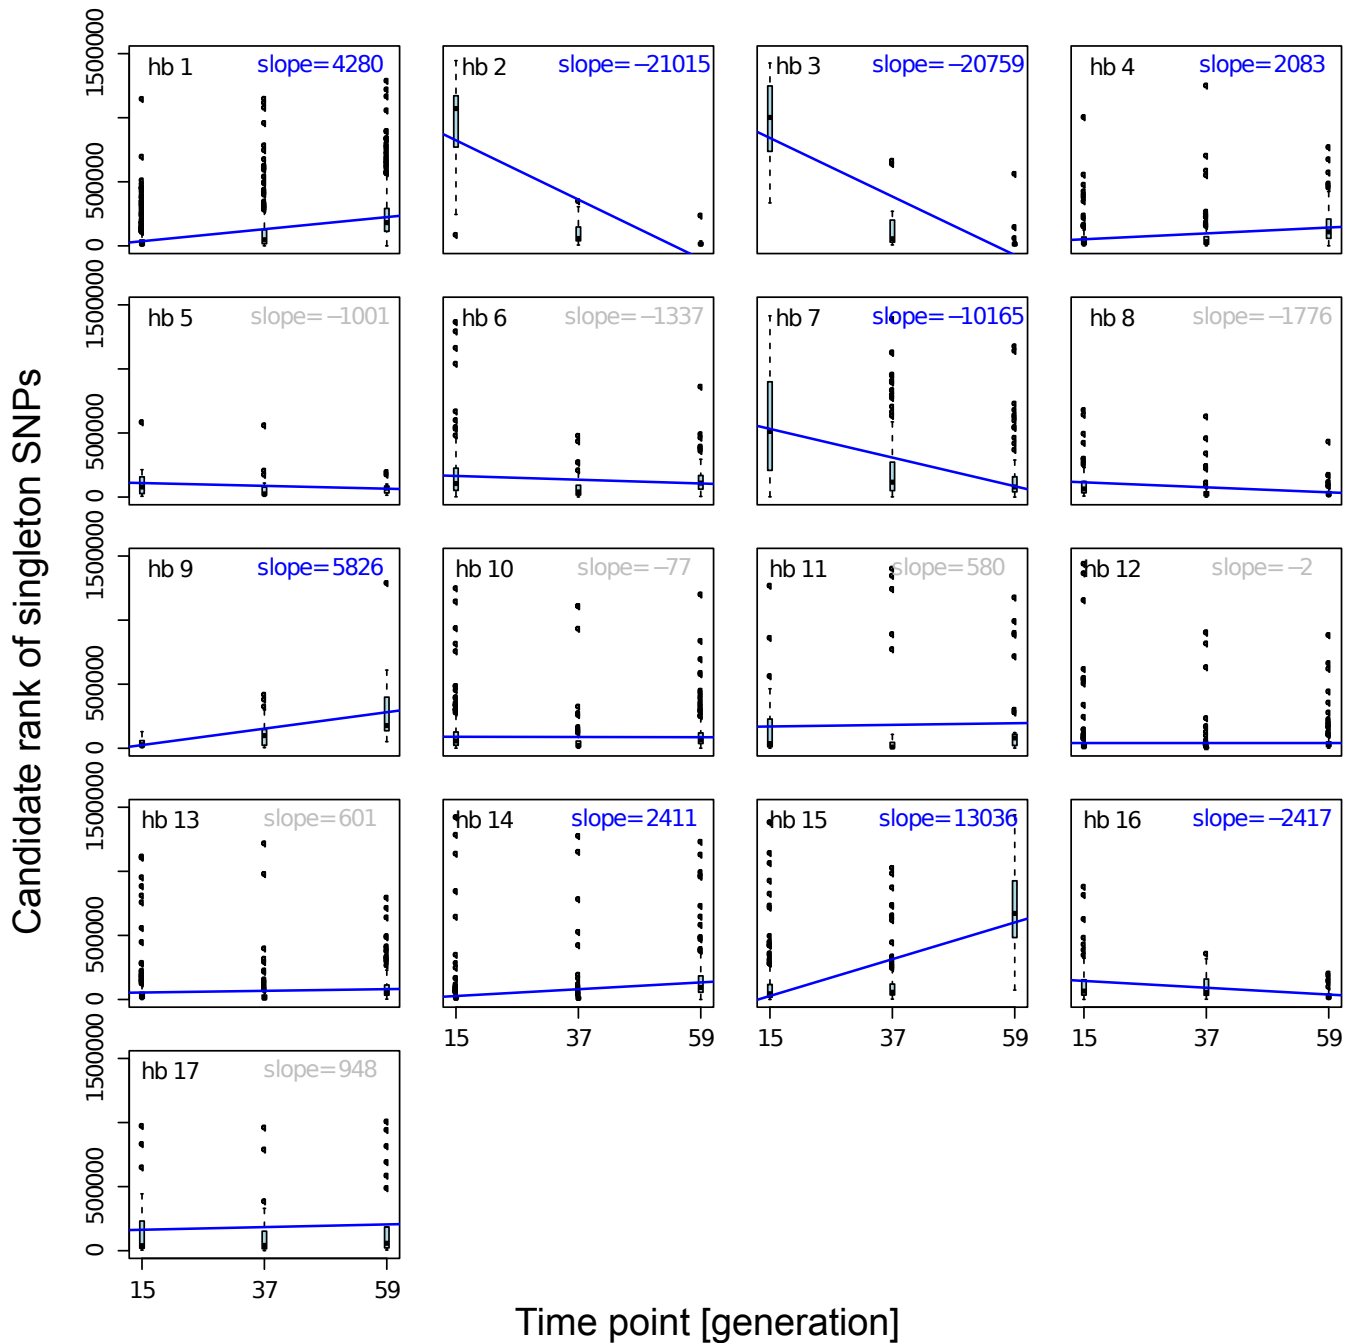 Candidate rank of singleton SNPs
hb 1 slope=4280
hb 2 slope=−21015
hb 3 slope=−20759
hb 4 slope=2083
0 500000 1500000
hb 5 slope=−1001
hb 6 slope=−1337
hb 7 slope=−10165
hb 8 slope=−1776
0 500000 1500000
hb 9 slope=5826
hb 10 slope=−77
hb 11 slope=580
hb 12 slope=−2
0 500000 1500000
hb 13 slope=601
hb 14 slope=2411
hb 15 slope=13036
hb 16 slope=−2417
0 500000 1500000
15 37 59
15 37 59
15 37 59
hb 17 slope=948
0 500000 1500000
15 37 59
Time point [generation]